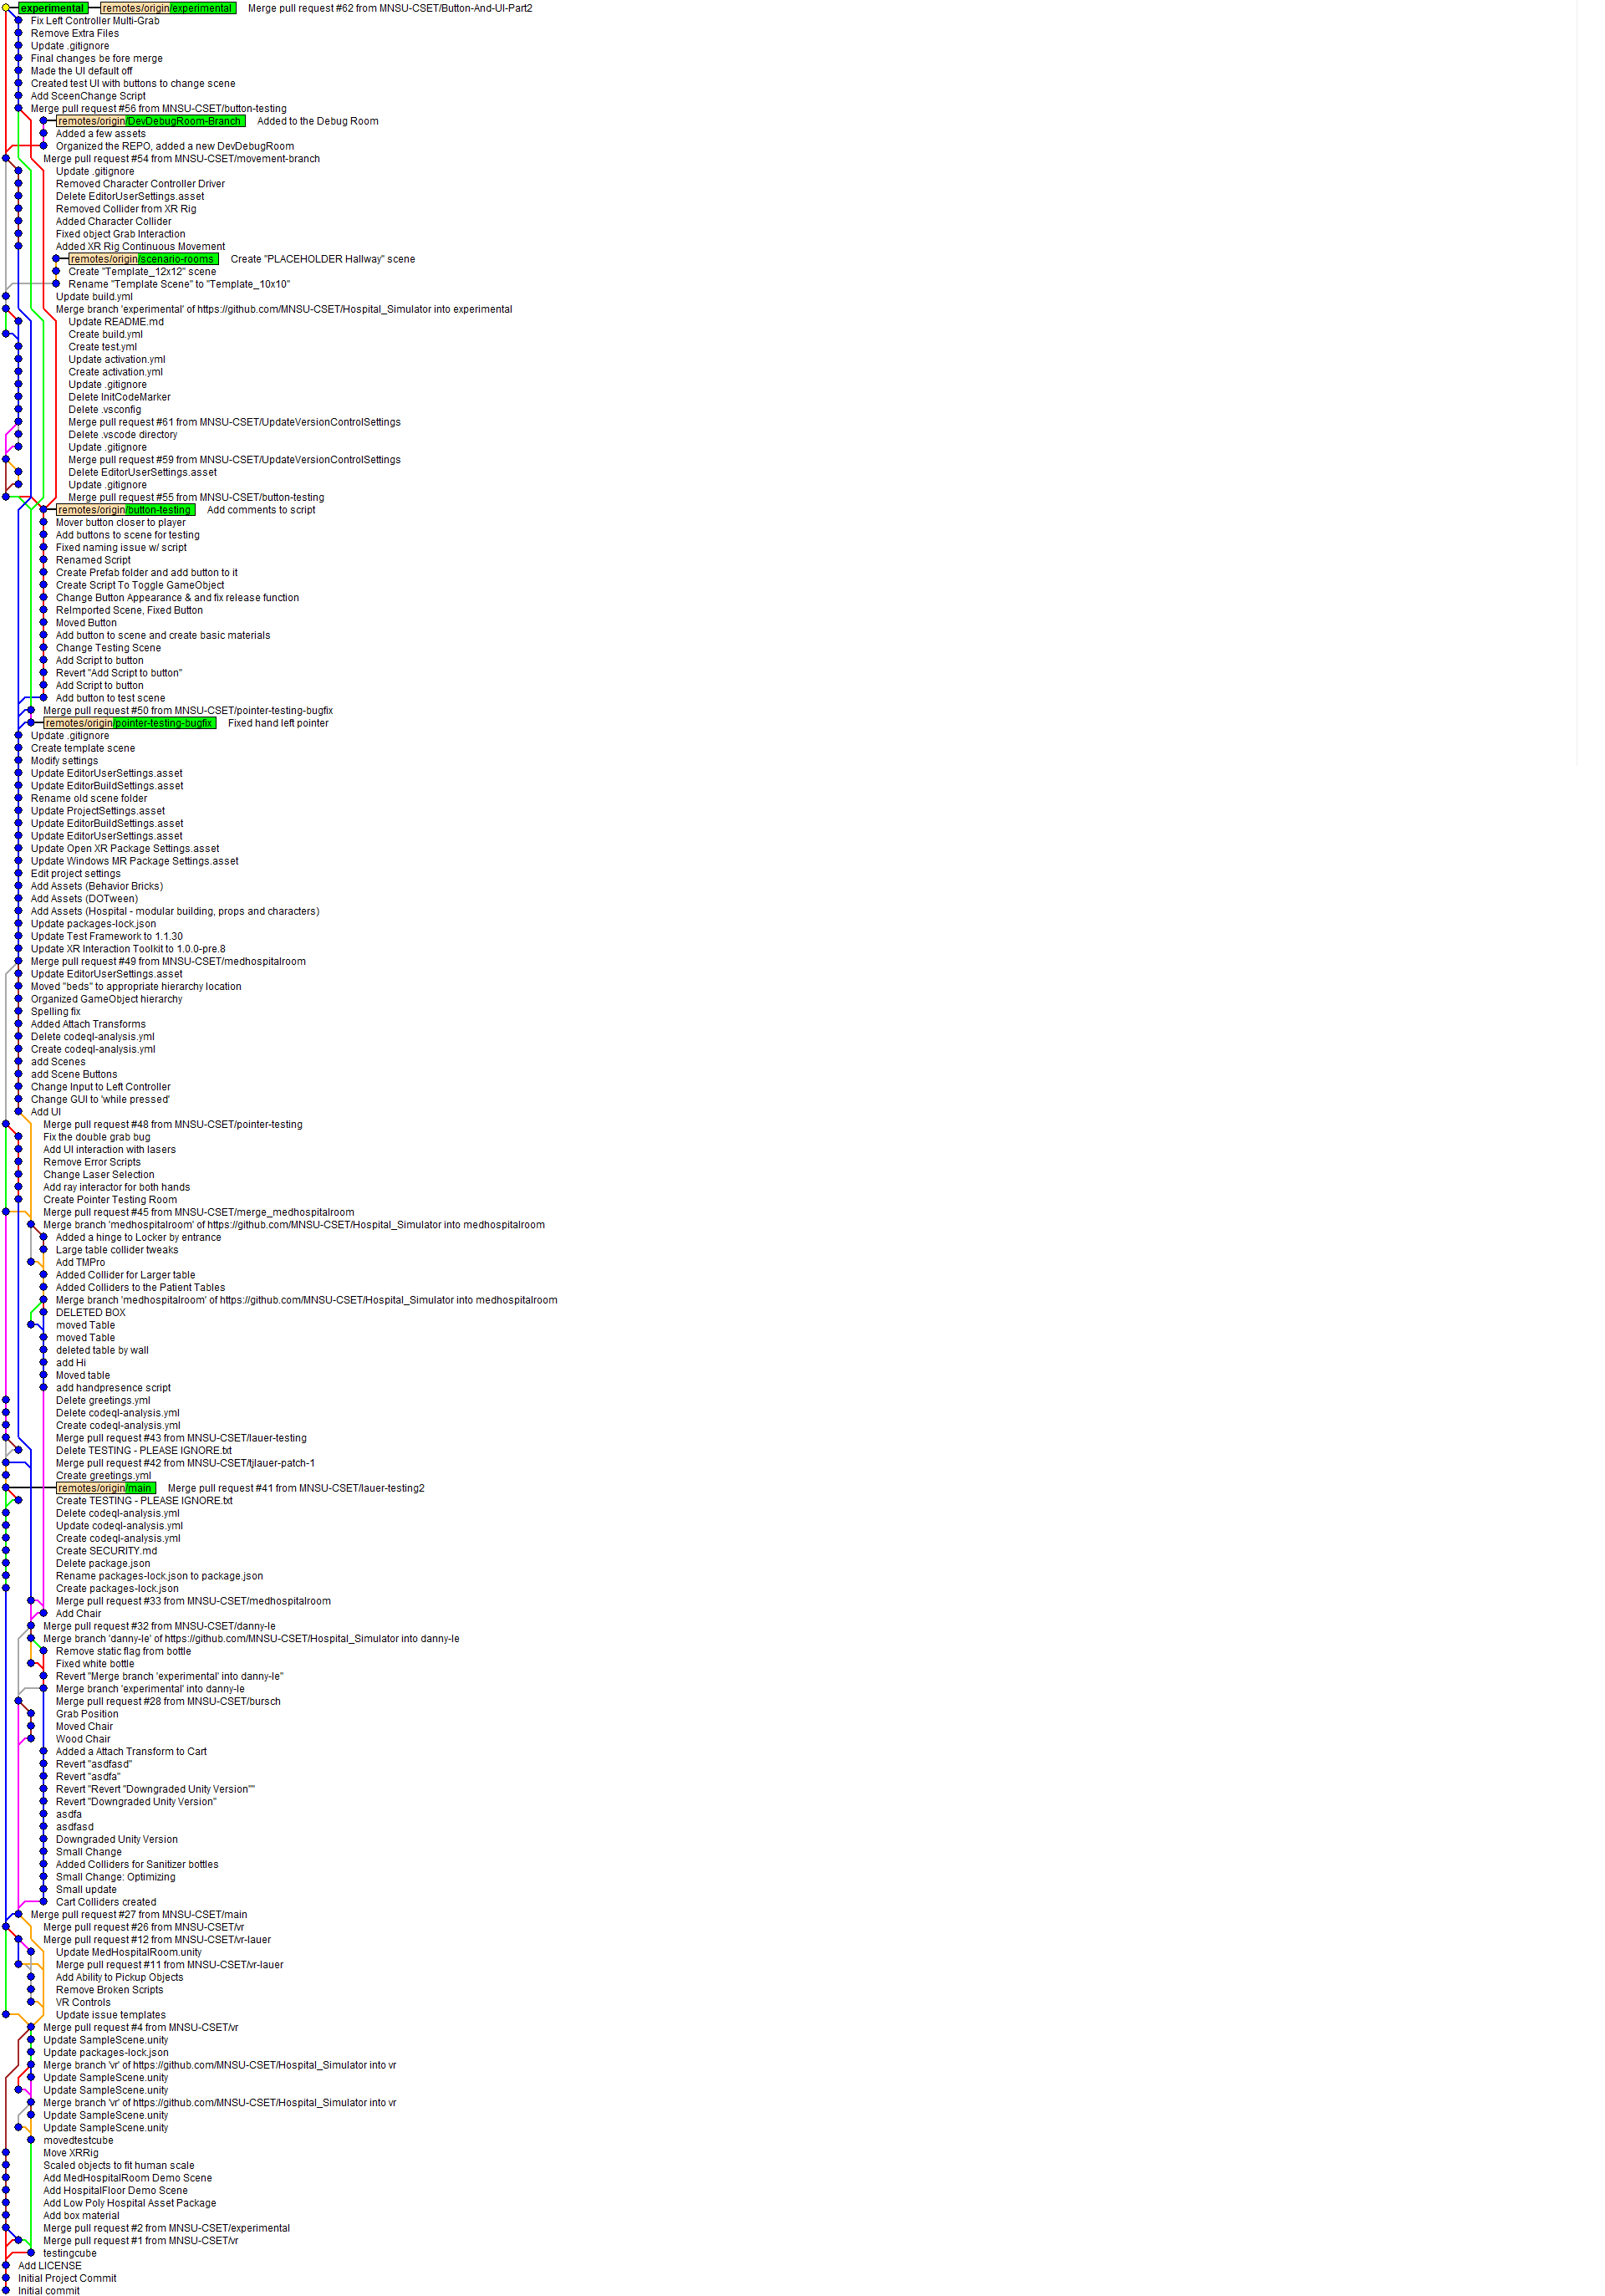 experimental remotes/origin/experimental Merge pull request #62 from MNSU-CSET/Button-And-UI-Part2
Fix Left Controller Multi-Grab
Remove Extra Files
Update .gitignore
Final changes be fore merge
Made the UI default off
Created test UI with buttons to change scene
Add SceenChange Script
Merge pull request #56 from MNSU-CSET/button-testing
remotes/origin/DevDebugRoom-Branch Added to the Debug Room
Added a few assets
Organized the REPO, added a new DevDebugRoom
Merge pull request #54 from MNSU-CSET/movement-branch
Update .gitignore
Removed Character Controller Driver
Delete EditorUserSettings.asset
Removed Collider from XR Rig
Added Character Collider
Fixed object Grab Interaction
Added XR Rig Continuous Movement
remotes/origin/scenario-rooms Create "PLACEHOLDER Hallway" scene
Create "Template_12x12" scene
Rename "Template Scene" to "Template_10x10"
Update build.yml
Merge branch 'experimental' of https://github.com/MNSU-CSET/Hospital_Simulator into experimental
Update README.md
Create build.yml
Create test.yml
Update activation.yml
Create activation.yml
Update .gitignore
Delete InitCodeMarker
Delete .vsconfig
Merge pull request #61 from MNSU-CSET/UpdateVersionControlSettings
Delete .vscode directory
Update .gitignore
Merge pull request #59 from MNSU-CSET/UpdateVersionControlSettings
Delete EditorUserSettings.asset
Update .gitignore
Merge pull request #55 from MNSU-CSET/button-testing
remotes/origin/button-testing Add comments to script
Mover button closer to player
Add buttons to scene for testing
Fixed naming issue w/ script
Renamed Script
Create Prefab folder and add button to it
Create Script To Toggle GameObject
Change Button Appearance & and fix release function
ReImported Scene, Fixed Button
Moved Button
Add button to scene and create basic materials
Change Testing Scene
Add Script to button
Revert "Add Script to button"
Add Script to button
Add button to test scene
Merge pull request #50 from MNSU-CSET/pointer-testing-bugfix
remotes/origin/pointer-testing-bugfix Fixed hand left pointer
Update .gitignore
Create template scene
Modify settings
Update EditorUserSettings.asset
Update EditorBuildSettings.asset
Rename old scene folder
Update ProjectSettings.asset
Update EditorBuildSettings.asset
Update EditorUserSettings.asset
Update Open XR Package Settings.asset
Update Windows MR Package Settings.asset
Edit project settings
Add Assets (Behavior Bricks)
Add Assets (DOTween)
Add Assets (Hospital - modular building, props and characters)
Update packages-lock.json
Update Test Framework to 1.1.30
Update XR Interaction Toolkit to 1.0.0-pre.8
Merge pull request #49 from MNSU-CSET/medhospitalroom
Update EditorUserSettings.asset
Moved "beds" to appropriate hierarchy location
Organized GameObject hierarchy
Spelling fix
Added Attach Transforms
Delete codeql-analysis.yml
Create codeql-analysis.yml
add Scenes
add Scene Buttons
Change Input to Left Controller
Change GUI to 'while pressed'
Add UI
Merge pull request #48 from MNSU-CSET/pointer-testing
Fix the double grab bug
Add UI interaction with lasers
Remove Error Scripts
Change Laser Selection
Add ray interactor for both hands
Create Pointer Testing Room
Merge pull request #45 from MNSU-CSET/merge_medhospitalroom
Merge branch 'medhospitalroom' of https://github.com/MNSU-CSET/Hospital_Simulator into medhospitalroom
Added a hinge to Locker by entrance
Large table collider tweaks
Add TMPro
Added Collider for Larger table
Added Colliders to the Patient Tables
Merge branch 'medhospitalroom' of https://github.com/MNSU-CSET/Hospital_Simulator into medhospitalroom
DELETED BOX
moved Table
moved Table
deleted table by wall
add Hi
Moved table
add handpresence script
Delete greetings.yml
Delete codeql-analysis.yml
Create codeql-analysis.yml
Merge pull request #43 from MNSU-CSET/lauer-testing
Delete TESTING - PLEASE IGNORE.txt
Merge pull request #42 from MNSU-CSET/tjlauer-patch-1
Create greetings.yml
remotes/origin/main Merge pull request #41 from MNSU-CSET/lauer-testing2
Create TESTING - PLEASE IGNORE.txt
Delete codeql-analysis.yml
Update codeql-analysis.yml
Create codeql-analysis.yml
Create SECURITY.md
Delete package.json
Rename packages-lock.json to package.json
Create packages-lock.json
Merge pull request #33 from MNSU-CSET/medhospitalroom
Add Chair
Merge pull request #32 from MNSU-CSET/danny-le
Merge branch 'danny-le' of https://github.com/MNSU-CSET/Hospital_Simulator into danny-le
Remove static flag from bottle
Fixed white bottle
Revert "Merge branch 'experimental' into danny-le"
Merge branch 'experimental' into danny-le
Merge pull request #28 from MNSU-CSET/bursch
Grab Position
Moved Chair
Wood Chair
Added a Attach Transform to Cart
Revert "asdfasd"
Revert "asdfa"
Revert "Revert "Downgraded Unity Version""
Revert "Downgraded Unity Version"
asdfa
asdfasd
Downgraded Unity Version
Small Change
Added Colliders for Sanitizer bottles
Small Change: Optimizing
Small update
Cart Colliders created
Merge pull request #27 from MNSU-CSET/main
Merge pull request #26 from MNSU-CSET/vr
Merge pull request #12 from MNSU-CSET/vr-lauer
Update MedHospitalRoom.unity
Merge pull request #11 from MNSU-CSET/vr-lauer
Add Ability to Pickup Objects
Remove Broken Scripts
VR Controls
Update issue templates
Merge pull request #4 from MNSU-CSET/vr
Update SampleScene.unity
Update packages-lock.json
Merge branch 'vr' of https://github.com/MNSU-CSET/Hospital_Simulator into vr
Update SampleScene.unity
Update SampleScene.unity
Merge branch 'vr' of https://github.com/MNSU-CSET/Hospital_Simulator into vr
Update SampleScene.unity
Update SampleScene.unity
movedtestcube
Move XRRig
Scaled objects to fit human scale
Add MedHospitalRoom Demo Scene
Add HospitalFloor Demo Scene
Add Low Poly Hospital Asset Package
Add box material
Merge pull request #2 from MNSU-CSET/experimental
Merge pull request #1 from MNSU-CSET/vr
testingcube
Add LICENSE
Initial Project Commit
Initial commit